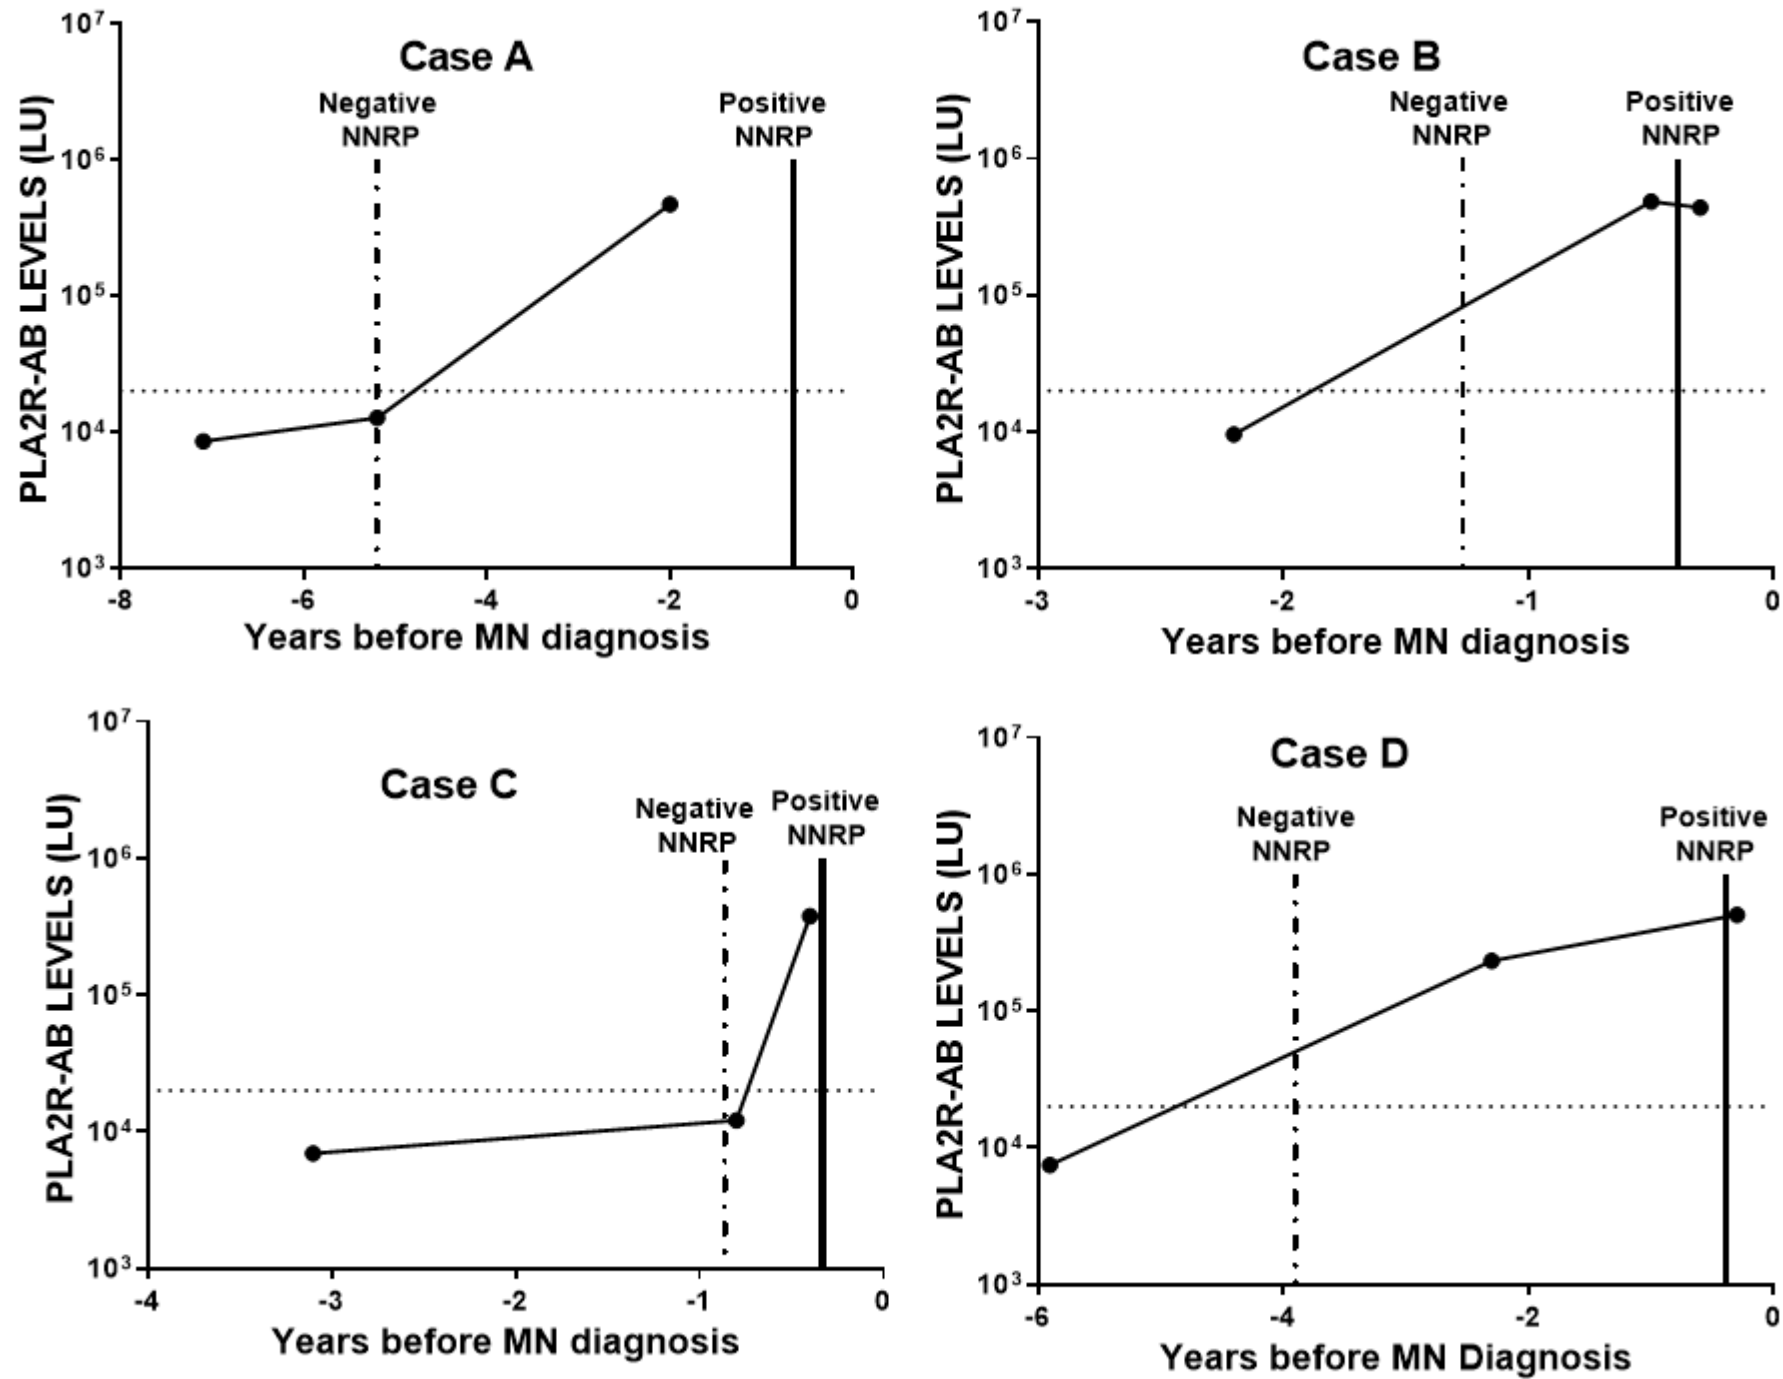 Case A
Negative
NNRP
Positive
NNRP
PLA2R-AB LEVELS (LU)
10⁷
10⁶
10⁵
10⁴
10³
-8
-6
-4
-2
0
Years before MN diagnosis
Case B
Negative
NNRP
Positive
NNRP
PLA2R-AB LEVELS (LU)
10⁷
10⁶
10⁵
10⁴
10³
-3
-2
-1
0
Years before MN diagnosis
Case C
Negative
NNRP
Positive
NNRP
PLA2R-AB LEVELS (LU)
10⁷
10⁶
10⁵
10⁴
10³
-4
-3
-2
-1
0
Years before MN diagnosis
Case D
Negative
NNRP
Positive
NNRP
PLA2R-AB LEVELS (LU)
10⁷
10⁶
10⁵
10⁴
10³
-6
-4
-2
0
Years before MN Diagnosis